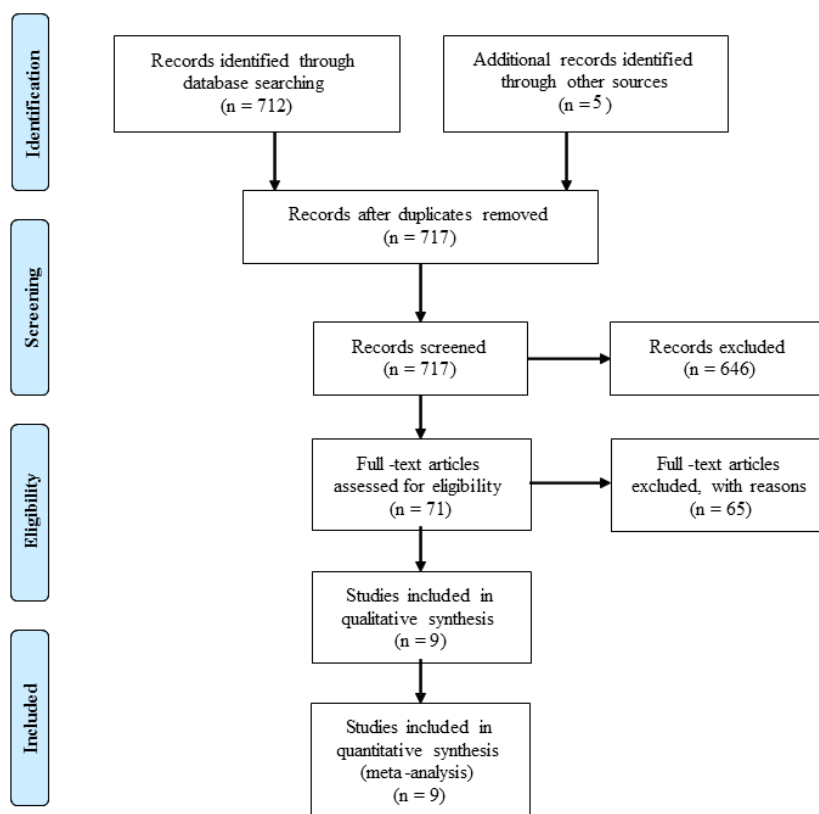 Identification
Records identified through
database searching
(n = 712)
Additional records identified
through other sources
(n = 5 )
Records after duplicates removed
(n = 717)
Screening
Records screened
(n = 717)
Records excluded
(n = 646)
Eligibility
Full -text articles
assessed for eligibility
(n = 71)
Full -text articles
excluded, with reasons
(n = 65)
Studies included in
qualitative synthesis
(n = 9)
Included
Studies included in
quantitative synthesis
(meta -analysis)
(n = 9)